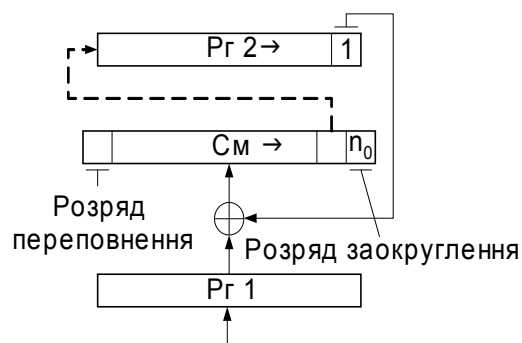 Рг 2→ 1
См → n₀
Розряд
переповнення
Розряд заокруглення
Рг 1